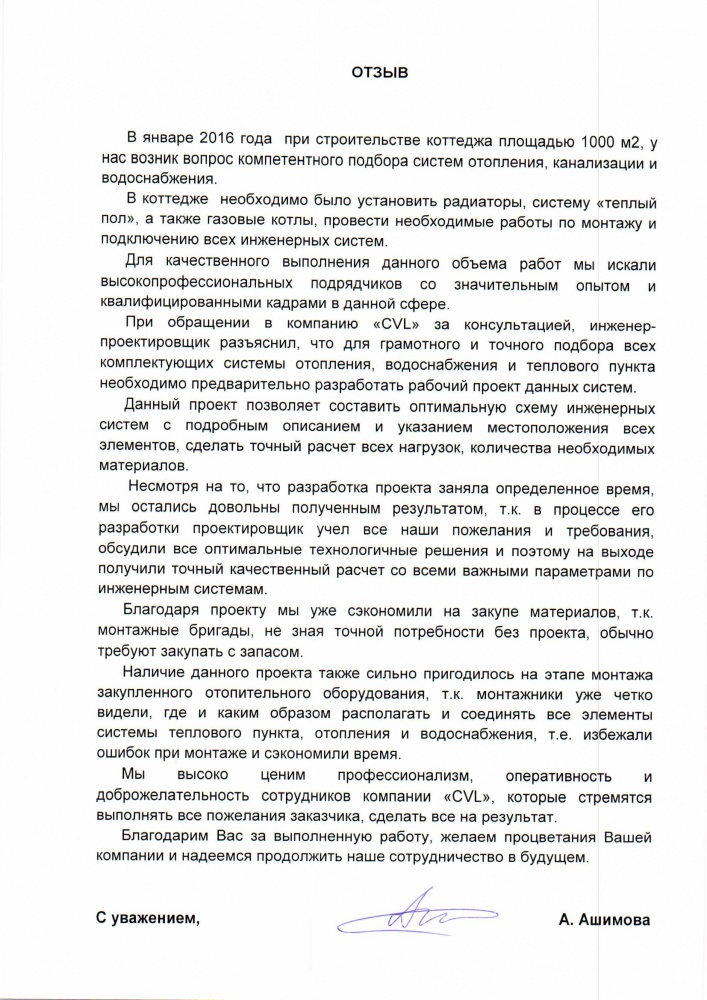 ОТЗЫВ
В январе 2016 года при строительстве коттеджа площадью 1000 м2, у
нас возник вопрос компетентного подбора систем отопления, канализации и
водоснабжения.
В коттедже необходимо было установить радиаторы, систему «теплый
пол», а также газовые котлы, провести необходимые работы по монтажу и
подключению всех инженерных систем.
Для качественного выполнения данного объема работ мы искали
высокопрофессиональных подрядчиков со значительным опытом и
квалифицированными кадрами в данной сфере.
При обращении в компанию «CVL» за консультацией, инженер-
проектировщик разъяснил, что для грамотного и точного подбора всех
комплектующих системы отопления, водоснабжения и теплового пункта
необходимо предварительно разработать рабочий проект данных систем.
Данный проект позволяет составить оптимальную схему инженерных
систем с подробным описанием и указанием местоположения всех
элементов, сделать точный расчет всех нагрузок, количества необходимых
материалов.
Несмотря на то, что разработка проекта заняла определенное время,
мы остались довольны полученным результатом, т.к. в процессе его
разработки проектировщик учел все наши пожелания и требования,
обсудили все оптимальные технологичные решения и поэтому на выходе
получили точный качественный расчет со всеми важными параметрами по
инженерным системам.
Благодаря проекту мы уже сэкономили на закупе материалов, т.к.
монтажные бригады, не зная точной потребности без проекта, обычно
требуют закупать с запасом.
Наличие данного проекта также сильно пригодилось на этапе монтажа
закупленного отопительного оборудования, т.к. монтажники уже четко
видели, где и каким образом располагать и соединять все элементы
системы теплового пункта, отопления и водоснабжения, т.е. избежали
ошибок при монтаже и сэкономили время.
Мы высоко ценим профессионализм, оперативность и
доброжелательность сотрудников компании «CVL», которые стремятся
выполнять все пожелания заказчика, сделать все на результат.
Благодарим Вас за выполненную работу, желаем процветания Вашей
компании и надеемся продолжить наше сотрудничество в будущем.
С уважением, А. Ашимова